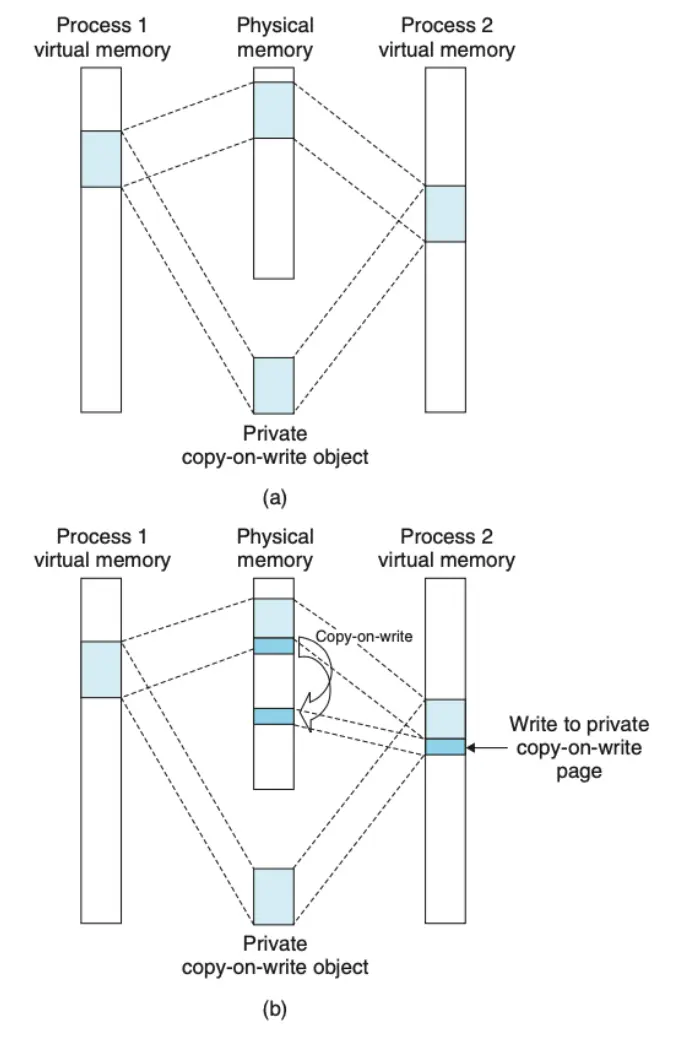 Process 1
virtual memory
Physical
memory
Process 2
virtual memory
Private
copy-on-write object
(a)
Process 1
virtual memory
Physical
memory
Process 2
virtual memory
Copy-on-write
Write to private
copy-on-write
page
Private
copy-on-write object
(b)